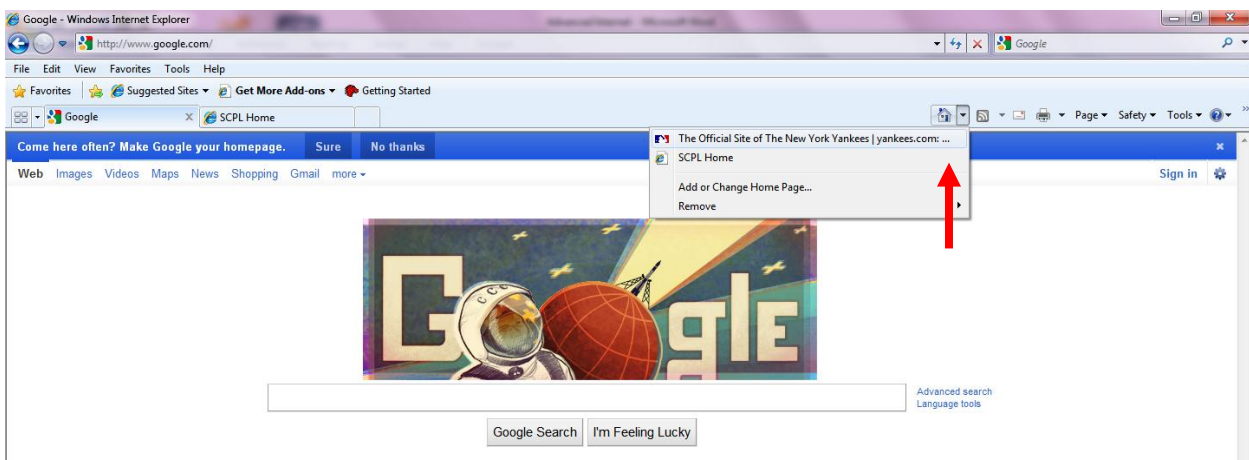 Google - Windows Internet Explorer
http://www.google.com/ Google
File Edit View Favorites Tools Help
Favorites Suggested Sites Get More Add-ons Getting Started
Google x SCPL Home Page Safety Tools
Come here often? Make Google your homepage. Sure No thanks
The Official Site of The New York Yankees | yankees.com: ...
SCPL Home
Web Images Videos Maps News Shopping Gmail more Sign in
Add or Change Home Page...
Remove
CCCP
Google
Advanced search
Language tools
Google Search I'm Feeling Lucky